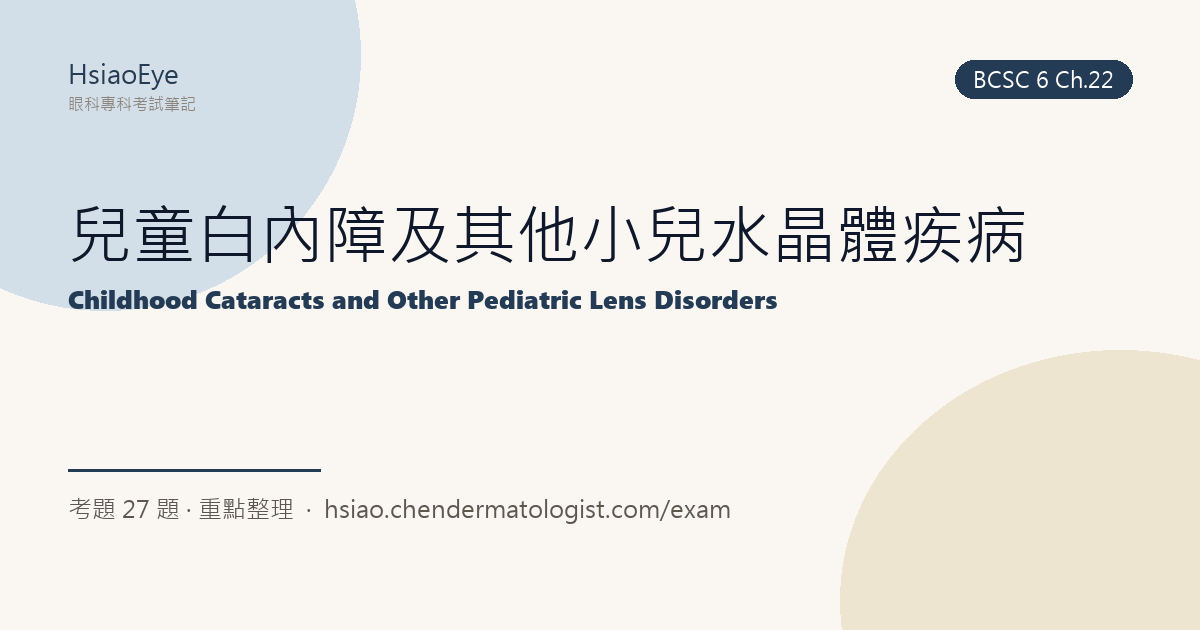 HsiaoEye
眼科專科考試筆記
BCSC 6 Ch.22
兒童白內障及其他小兒水晶體疾病
Childhood Cataracts and Other Pediatric Lens Disorders
考題 27 題 · 重點整理 · hsiao.chendermatologist.com/exam